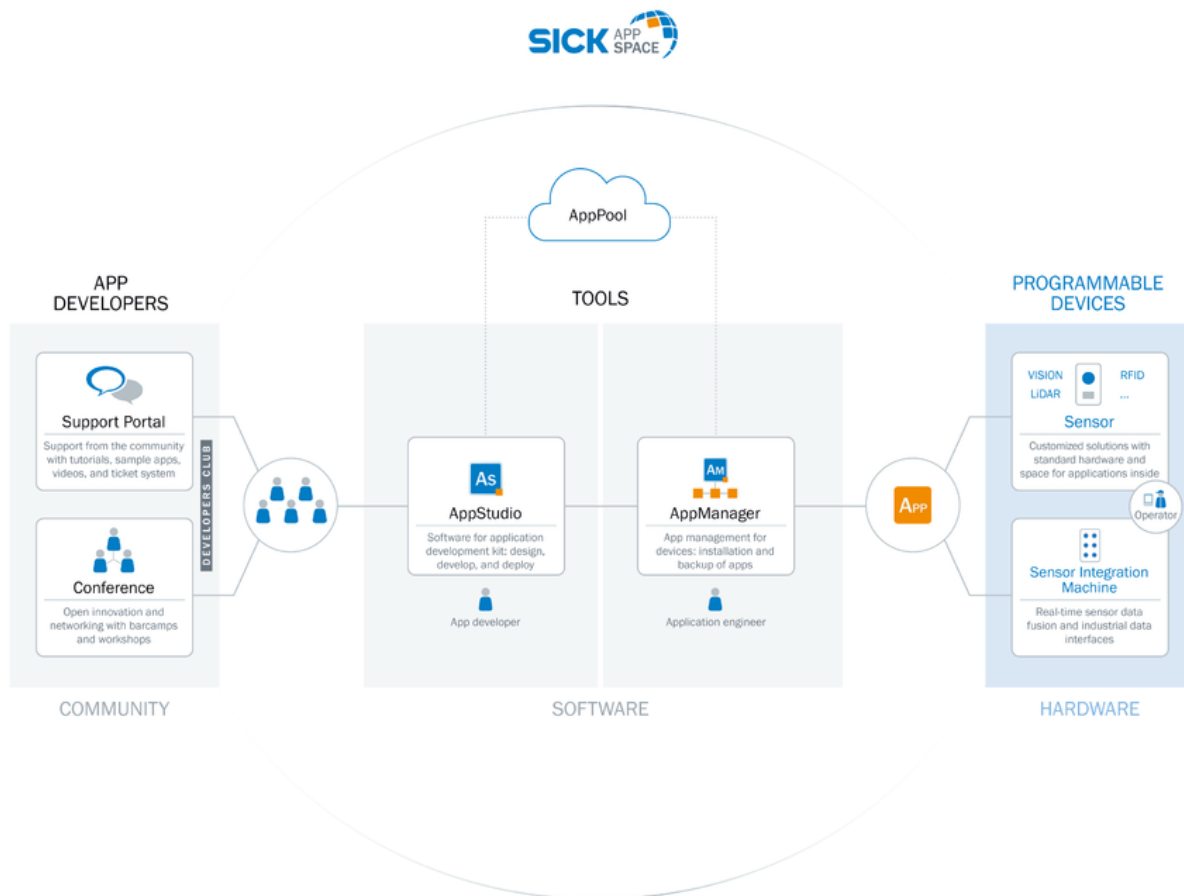 SICK APP
SPACE
AppPool
APP
DEVELOPERS
TOOLS
PROGRAMMABLE
DEVICES
Support Portal
Support from the community
with tutorials, sample apps,
videos, and ticket system
Conference
Open innovation and
networking with barcamps
and workshops
DEVELOPERS CLUB
As
AppStudio
Software for application
development kit: design,
develop, and deploy
App developer
AM
AppManager
App management for
devices: installation and
backup of apps
Application engineer
APP
VISION
RFID
LiDAR
...
Sensor
Customized solutions with
standard hardware and
space for applications inside
Operator
Sensor Integration
Machine
Real-time sensor data
fusion and industrial data
interfaces
COMMUNITY
SOFTWARE
HARDWARE